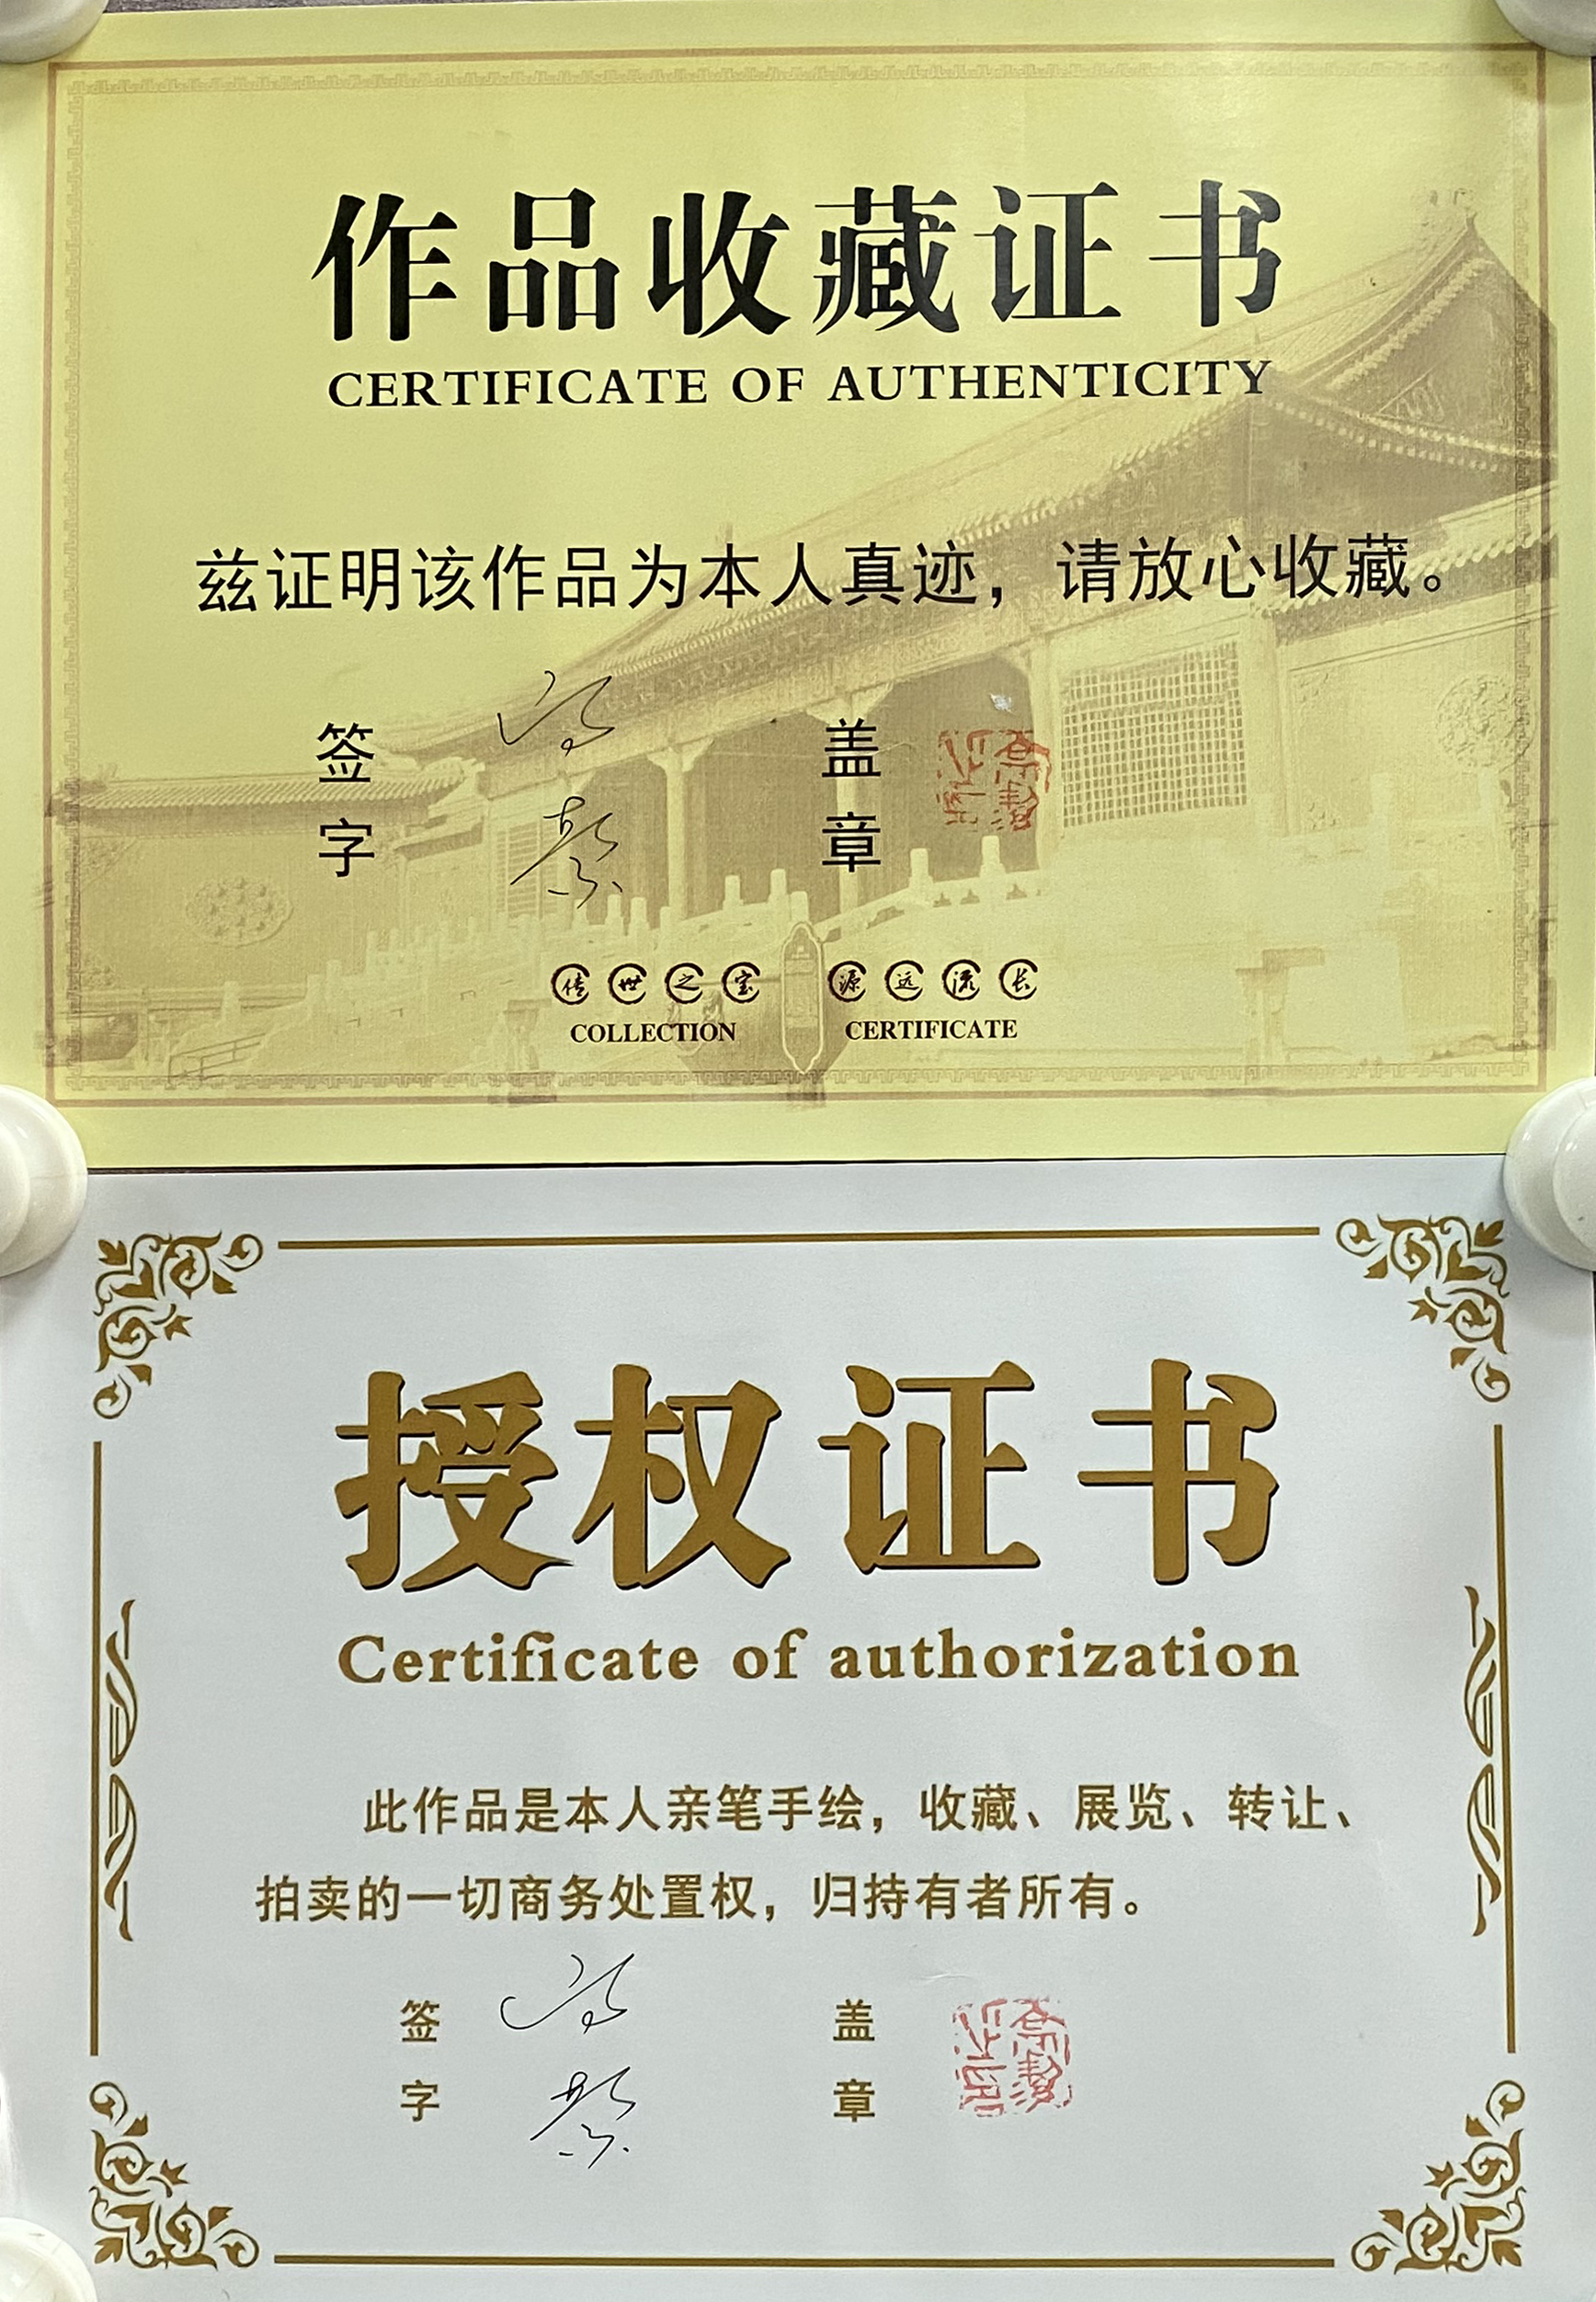 作品收藏证书
CERTIFICATE OF AUTHENTICITY
兹证明该作品为本人真迹，请放心收藏。
签字
盖章
传世之宝 源远流长
COLLECTION CERTIFICATE
授权证书
Certificate of authorization
此作品是本人亲笔手绘，收藏、展览、转让、
拍卖的一切商务处置权，归持有者所有。
签字
盖章